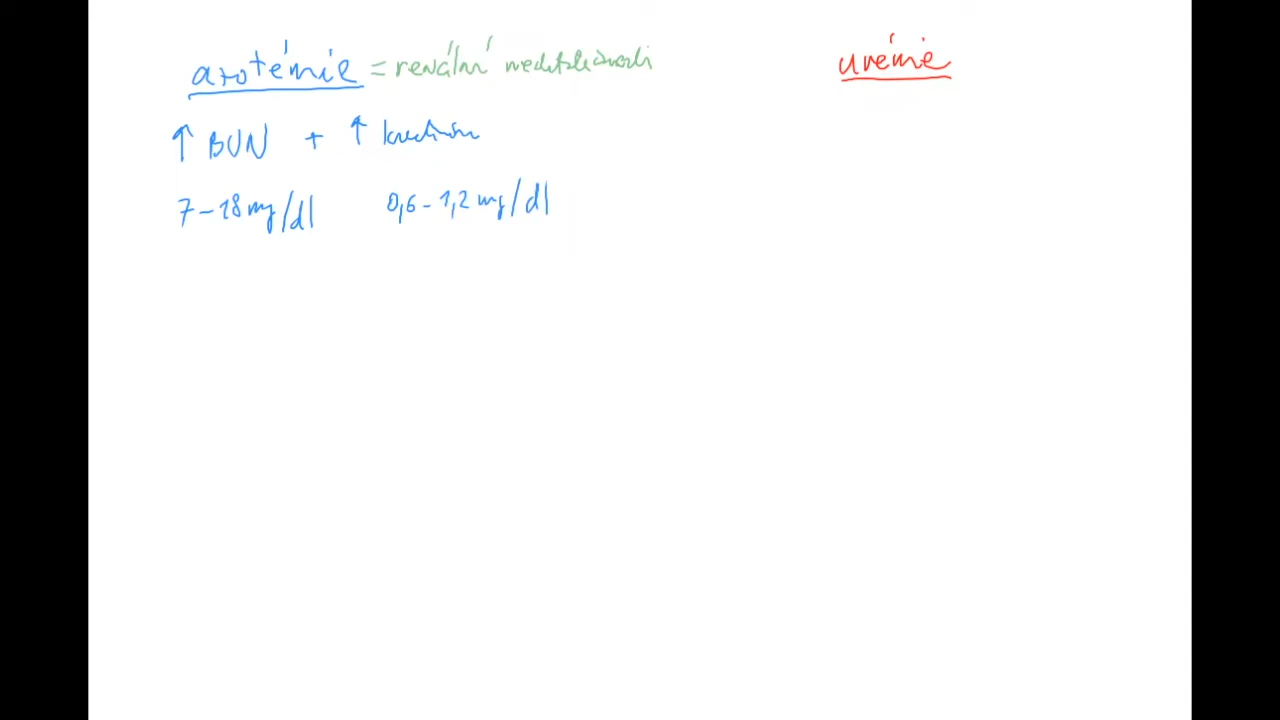 azotémie = renální nedostatečnost
urémie
↑ BUN + ↑ kreatinin
7-18 mg/dl 0,6-1,2 mg/dl